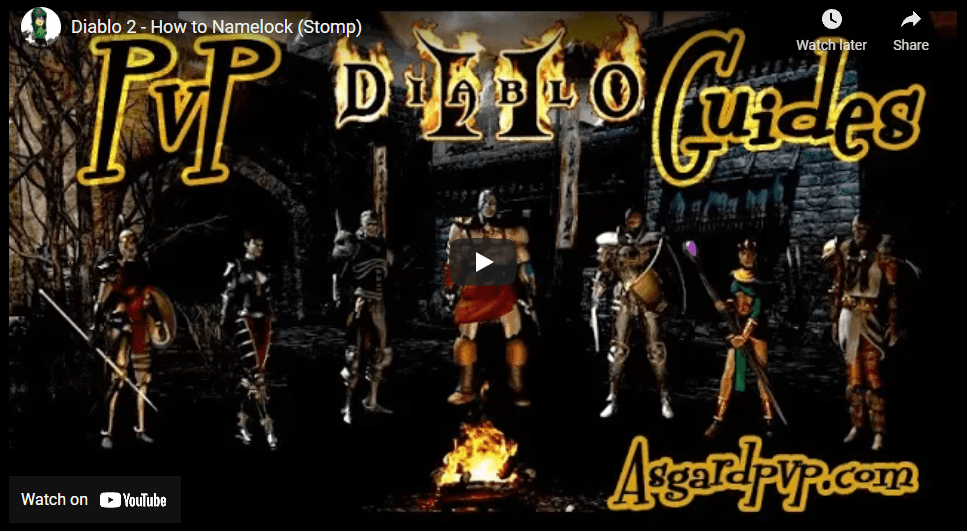 Diablo 2 - How to Namelock (Stomp)
Watch later
Share
PvP
DIABLO
II
Guides
Asgardpvp.com
Watch on YouTube